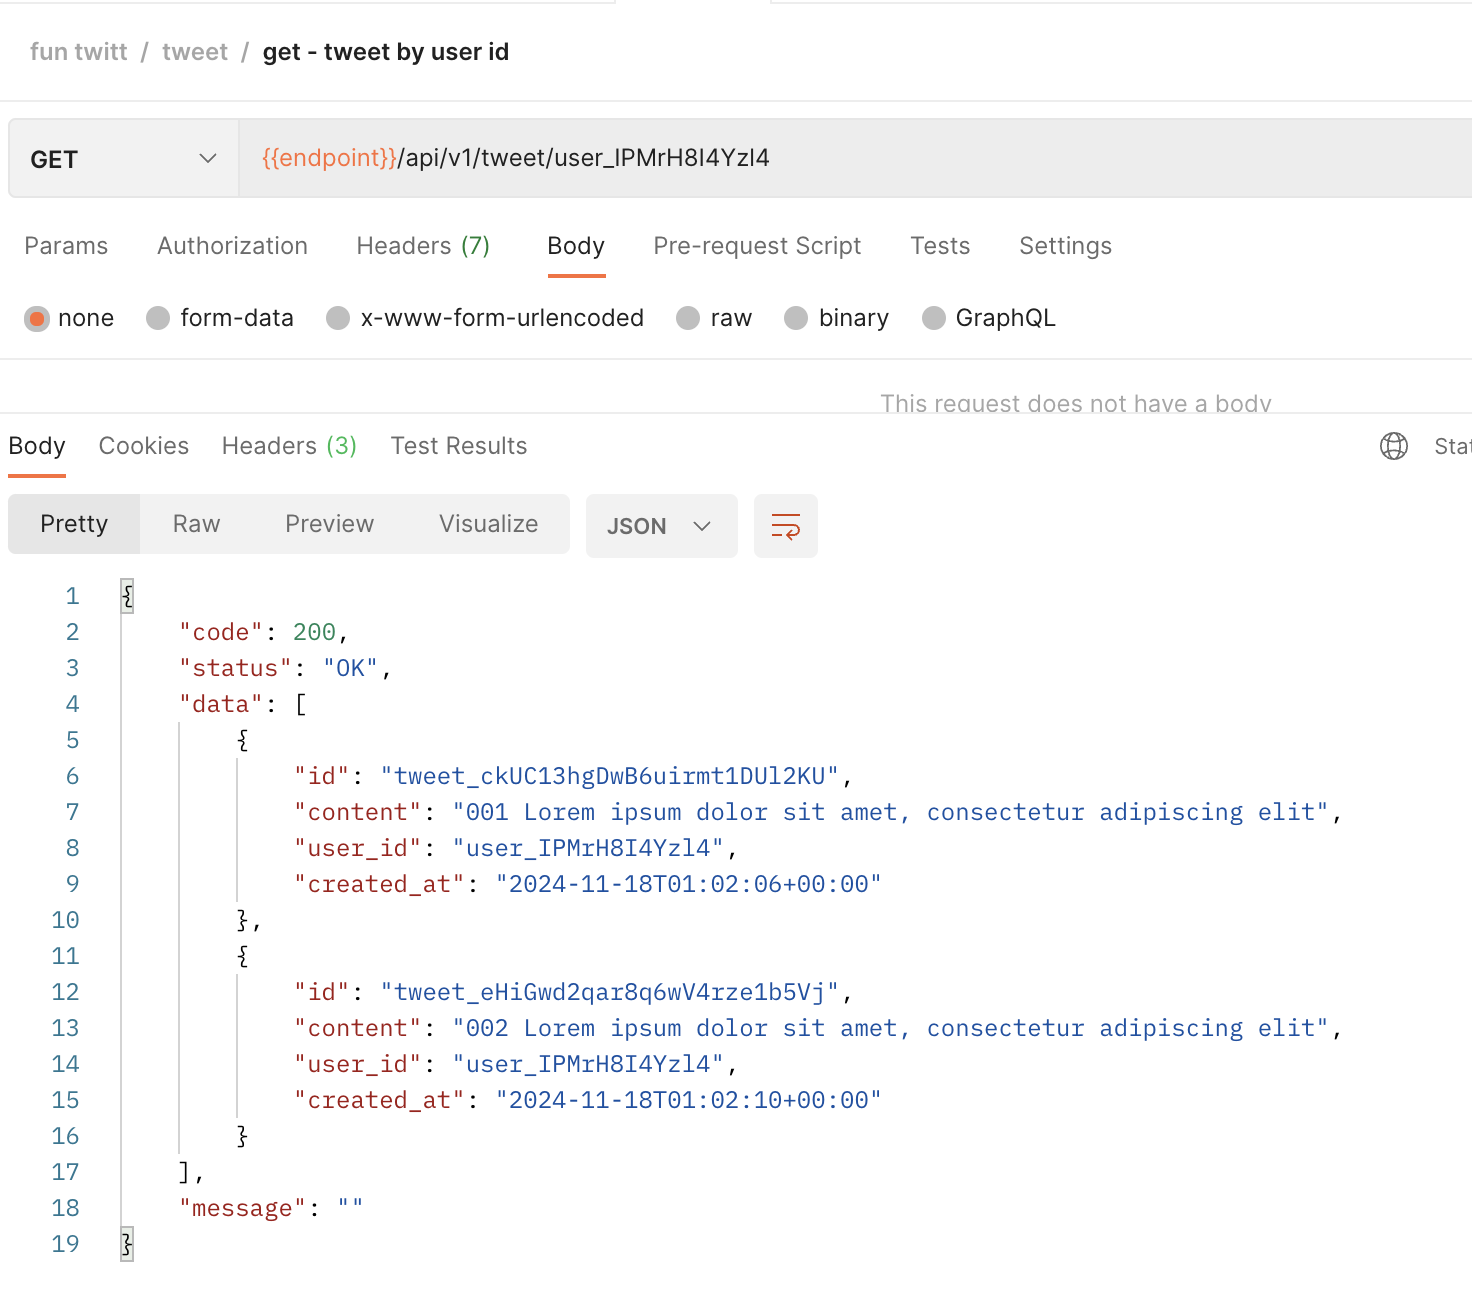 fun twitt / tweet / get - tweet by user id
GET {{endpoint}}/api/v1/tweet/user_IPMrH8I4Yzl4
Params Authorization Headers (7) Body Pre-request Script Tests Settings
none form-data x-www-form-urlencoded raw binary GraphQL
This request does not have a body
Body Cookies Headers (3) Test Results Stat
Pretty Raw Preview Visualize JSON
1 {
2 "code": 200,
3 "status": "OK",
4 "data": [
5 {
6 "id": "tweet_ckUC13hgDwB6uirmt1DUl2KU",
7 "content": "001 Lorem ipsum dolor sit amet, consectetur adipiscing elit",
8 "user_id": "user_IPMrH8I4Yzl4",
9 "created_at": "2024-11-18T01:02:06+00:00"
10 },
11 {
12 "id": "tweet_eHiGwd2qar8q6wV4rze1b5Vj",
13 "content": "002 Lorem ipsum dolor sit amet, consectetur adipiscing elit",
14 "user_id": "user_IPMrH8I4Yzl4",
15 "created_at": "2024-11-18T01:02:10+00:00"
16 }
17 ],
18 "message": ""
19 }